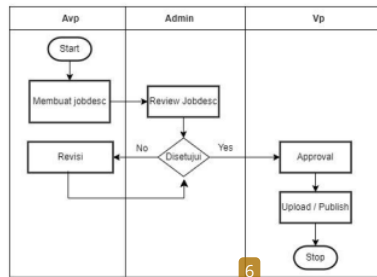 Avp
Admin
Vp
Start
Membuat jobdesc
Review Jobdesc
Revisi
No
Disetujui
Yes
Approval
Upload / Publish
Stop
6